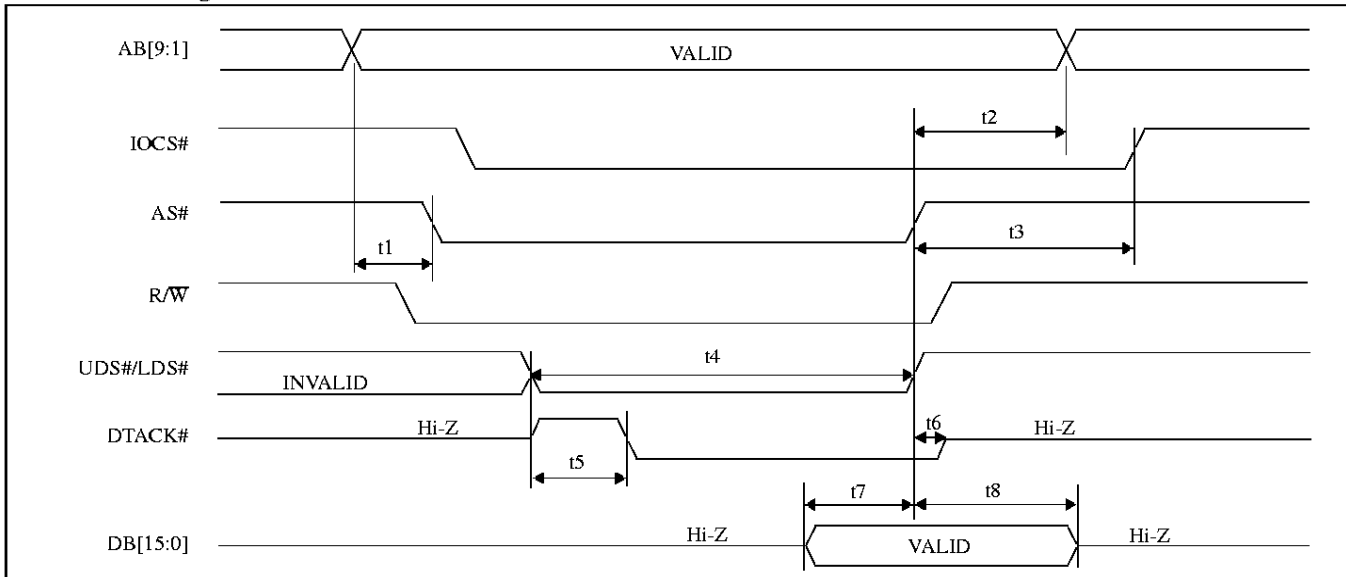 AB[9:1]
VALID
t2
IOCS#
AS#
t3
t1
R/W̅
t4
UDS#/LDS#
INVALID
DTACK#
Hi-Z
t6
Hi-Z
t5
t7
t8
DB[15:0]
Hi-Z
VALID
Hi-Z